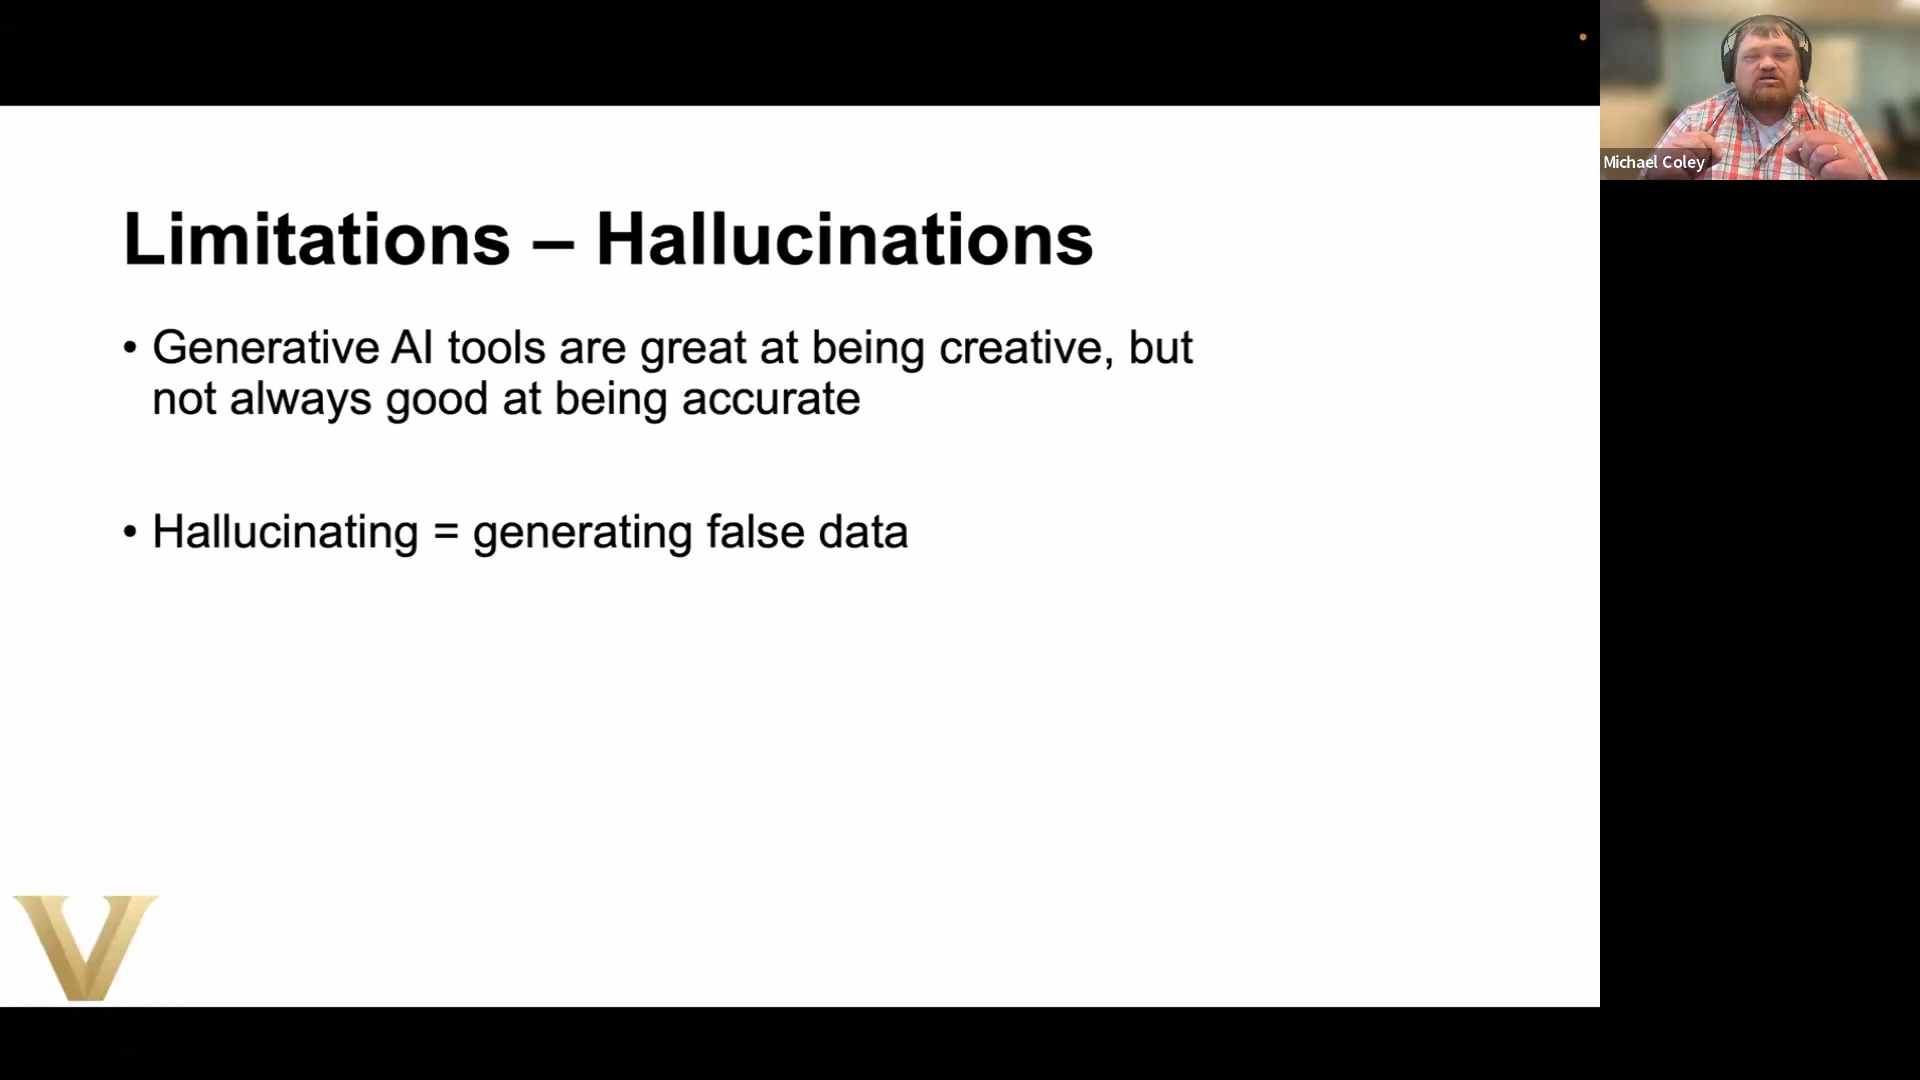 Limitations – Hallucinations
• Generative AI tools are great at being creative, but
not always good at being accurate
• Hallucinating = generating false data
V
Michael Coley